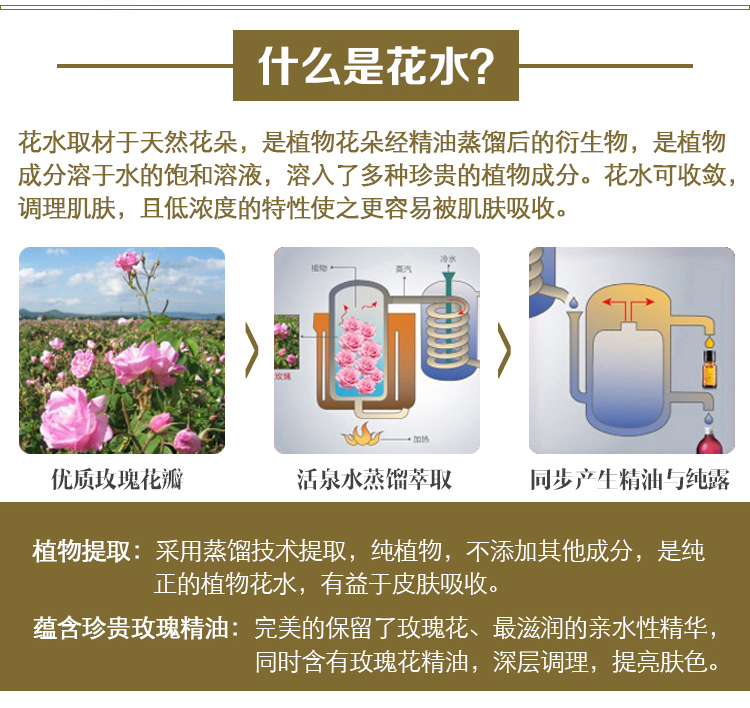 什么是花水?
花水取材于天然花朵，是植物花朵经精油蒸馏后的衍生物，是植物
成分溶于水的饱和溶液，溶入了多种珍贵的植物成分。花水可收敛，
调理肌肤，且低浓度的特性使之更容易被肌肤吸收。
植物
蒸汽
冷水
玫瑰
加热
优质玫瑰花瓣
活泉水蒸馏萃取
同步产生精油与纯露
植物提取：采用蒸馏技术提取，纯植物，不添加其他成分，是纯
正的植物花水，有益于皮肤吸收。
蕴含珍贵玫瑰精油：完美的保留了玫瑰花、最滋润的亲水性精华，
同时含有玫瑰花精油，深层调理，提亮肤色。